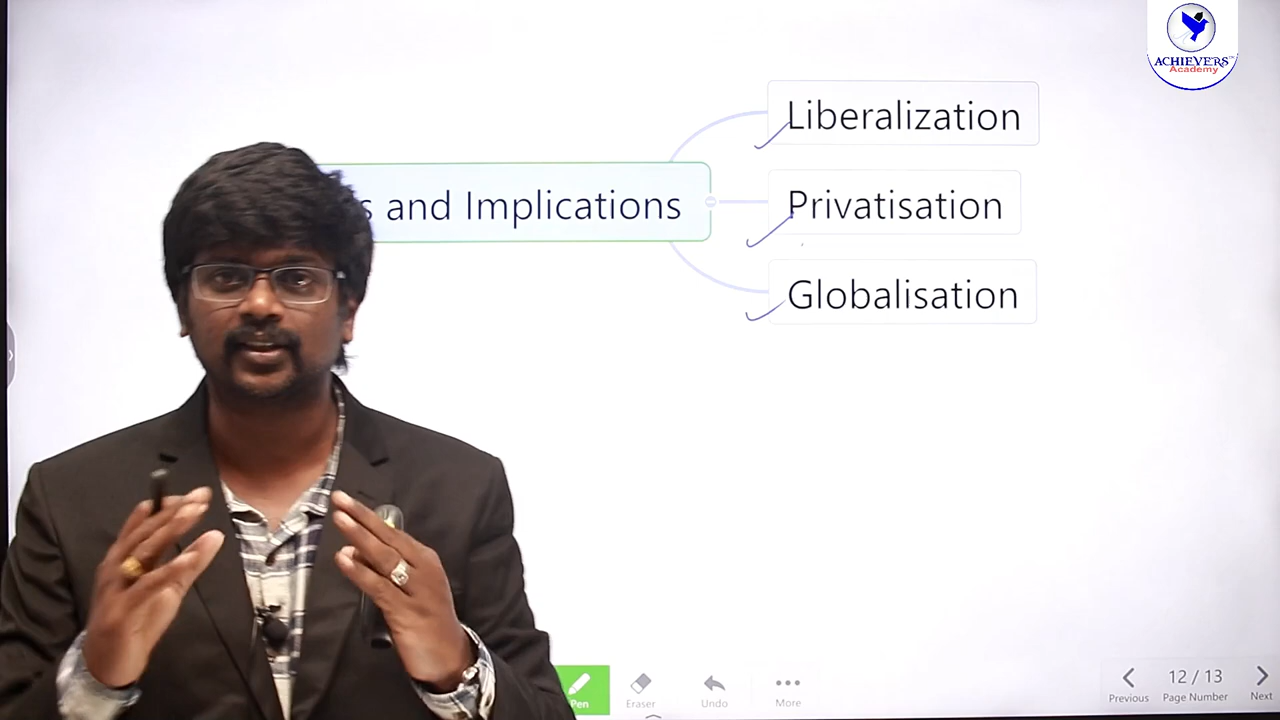 ACHIEVERS
Academy
Liberalization
s and Implications
Privatisation
Globalisation
Pen
Eraser
Undo
More
Previous
12 / 13
Page Number
Next